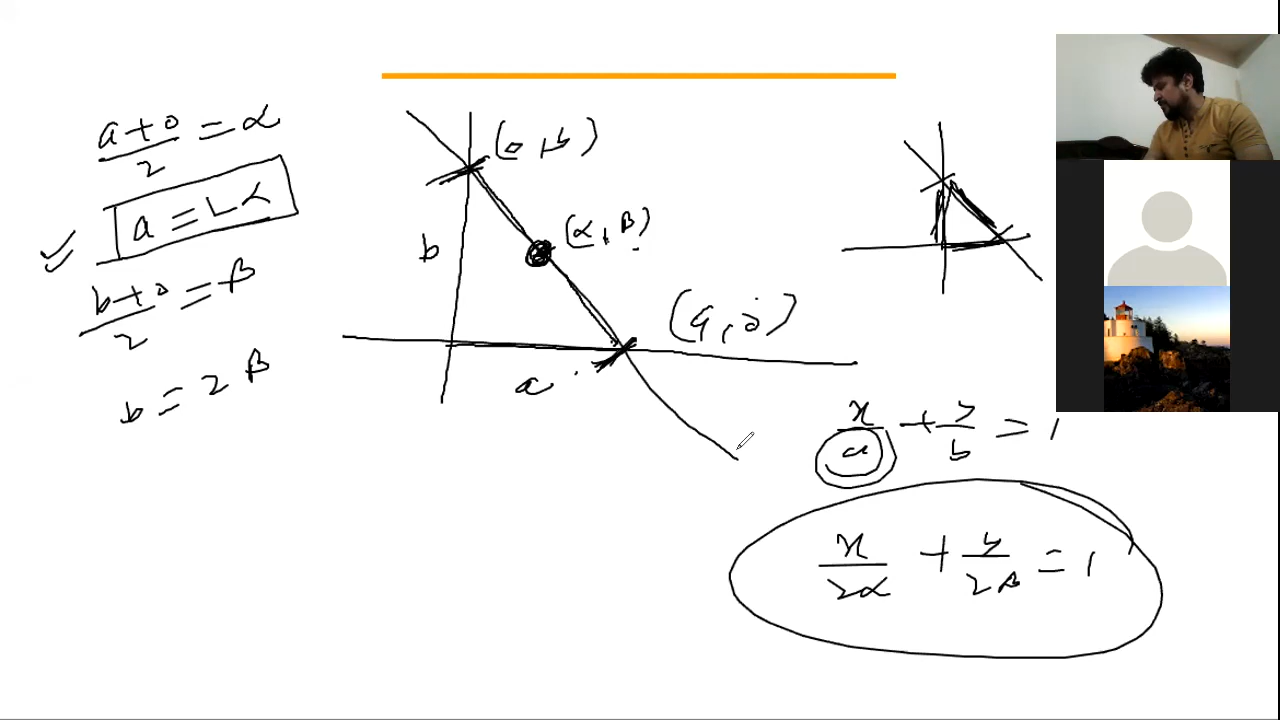 a+0/2 = α
a = 2α
b+0/2 = β
b = 2β
(0, b)
(α, β)
b
(a, 0)
a
x/a + y/b = 1
x/2α + y/2β = 1